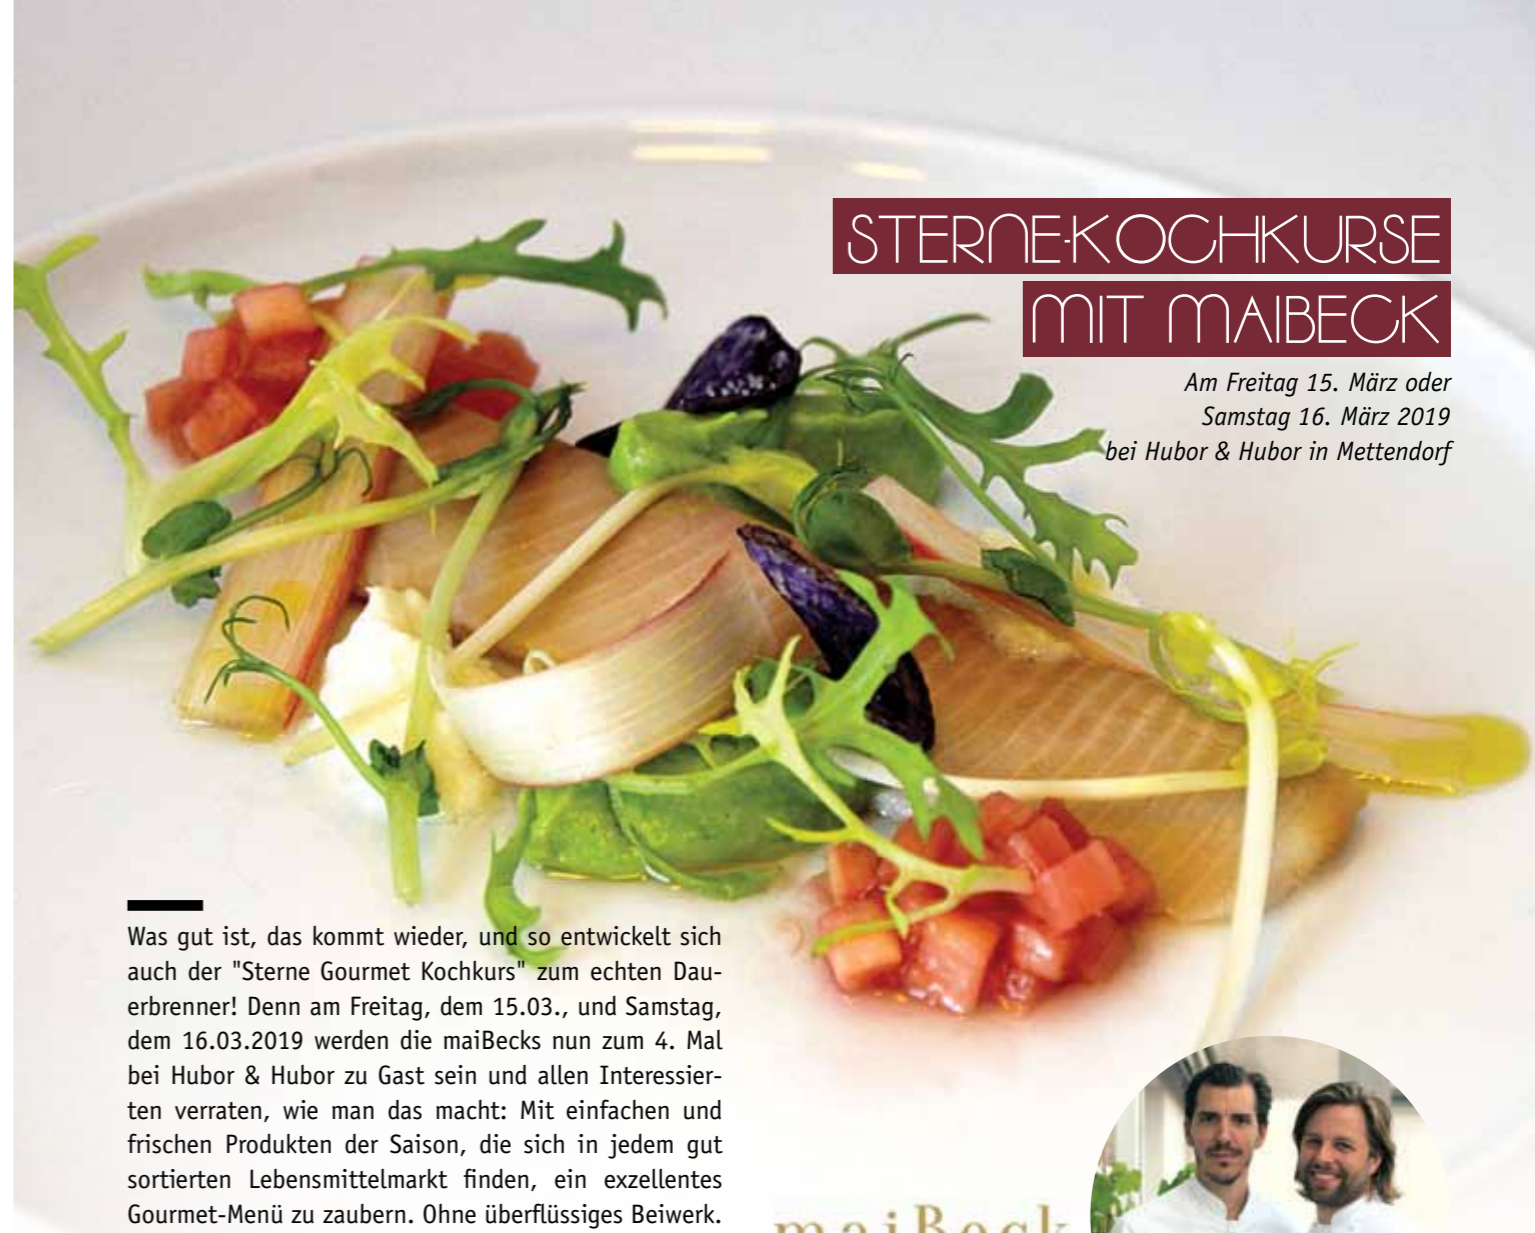 STERNE-KOCHKURSE
MIT MAIBECK
Am Freitag 15. März oder
Samstag 16. März 2019
bei Hubor & Hubor in Mettendorf
Was gut ist, das kommt wieder, und so entwickelt sich
auch der "Sterne Gourmet Kochkurs" zum echten Dau-
erbrenner! Denn am Freitag, dem 15.03., und Samstag,
dem 16.03.2019 werden die maiBecks nun zum 4. Mal
bei Hubor & Hubor zu Gast sein und allen Interessier-
ten verraten, wie man das macht: Mit einfachen und
frischen Produkten der Saison, die sich in jedem gut
sortierten Lebensmittelmarkt finden, ein exzellentes
Gourmet-Menü zu zaubern. Ohne überflüssiges Beiwerk.
maiBeck